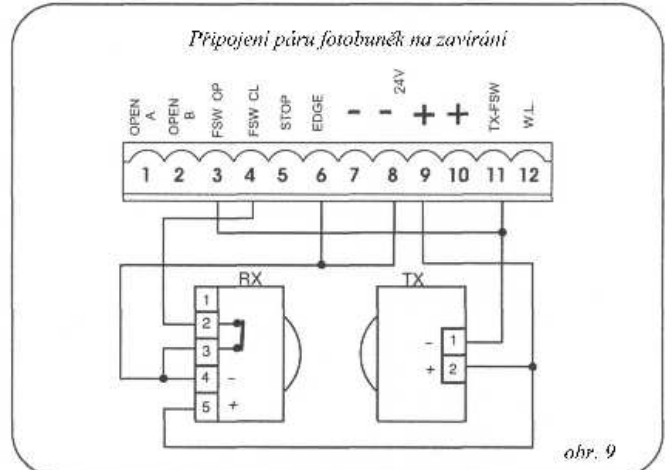 Připojení páru fotobuněk na zavírání
OPEN A
OPEN B
FSW OP
FSW CL
STOP
EDGE
-
-
24V
+
+
TX-FSW
W.L.
1 2 3 4 5 6 7 8 9 10 11 12
RX
TX
1
2
3
4 -
5 +
- 1
+ 2
obr. 9